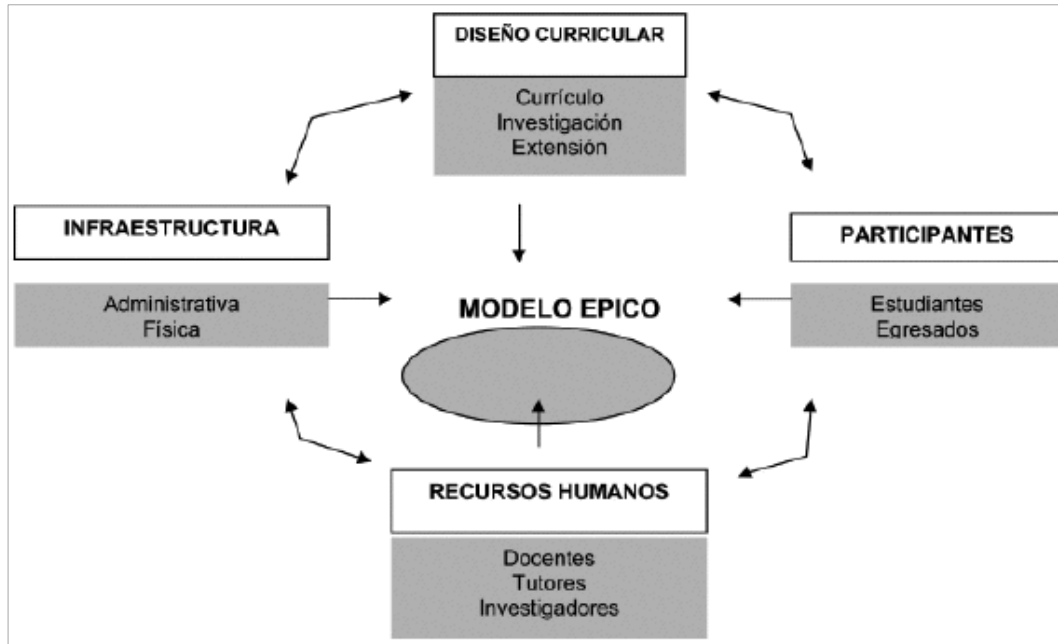 DISEÑO CURRICULAR
Currículo
Investigación
Extensión
INFRAESTRUCTURA
Administrativa
Física
PARTICIPANTES
Estudiantes
Egresados
MODELO EPICO
RECURSOS HUMANOS
Docentes
Tutores
Investigadores